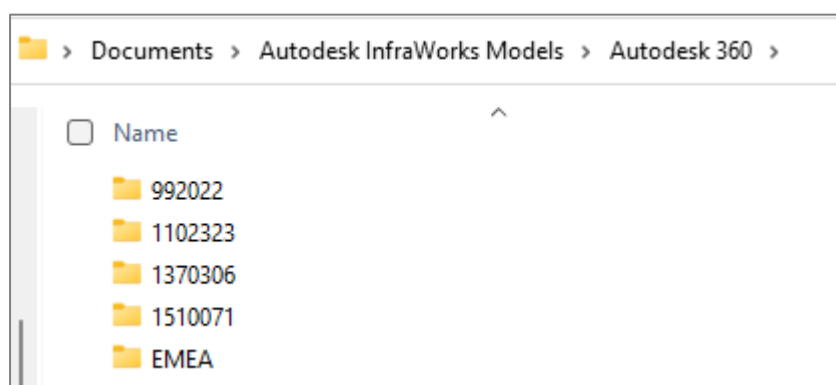 Documents > Autodesk InfraWorks Models > Autodesk 360 >
Name
992022
1102323
1370306
1510071
EMEA